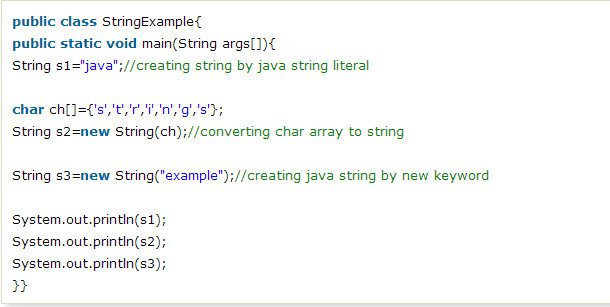 public class StringExample{
public static void main(String args[]){
String s1="java";//creating string by java string literal
char ch[]={'s','t','r','i','n','g','s'};
String s2=new String(ch);//converting char array to string
String s3=new String("example");//creating java string by new keyword
System.out.println(s1);
System.out.println(s2);
System.out.println(s3);
}}